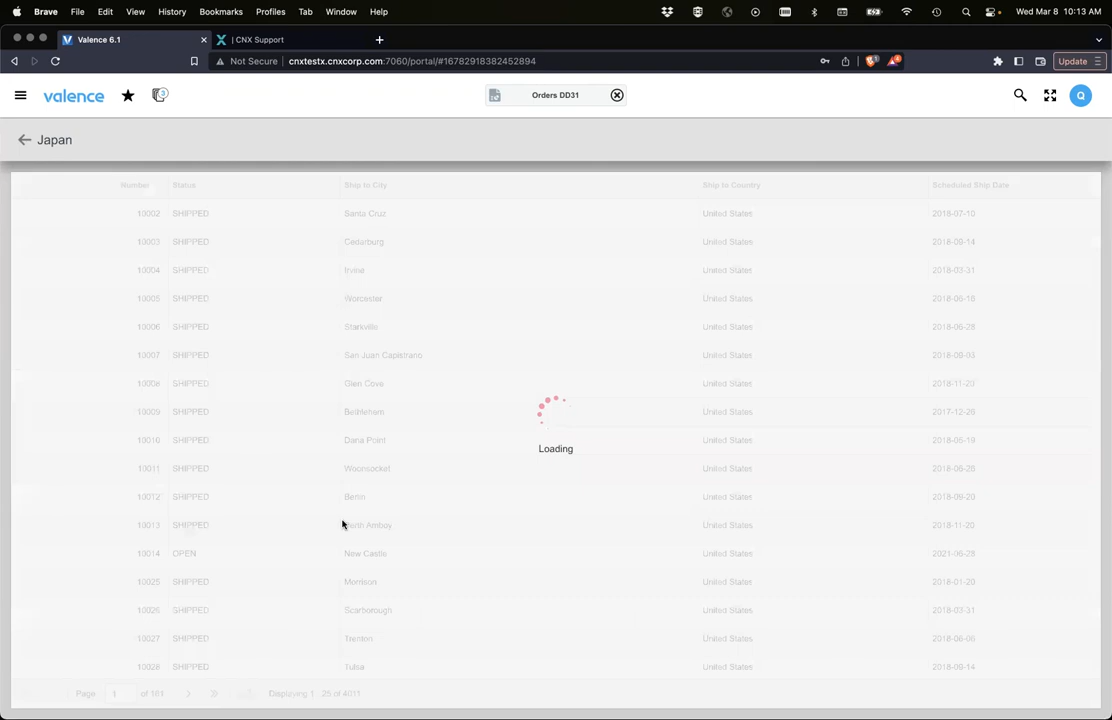 Brave File Edit View History Bookmarks Profiles Tab Window Help Wed Mar 8 10:13 AM
Valence 6.1 | CNX Support
Not Secure cnxtestx.cnxcorp.com:7060/portal/#16782918382452894 Update
valence 3 Orders DD31 Q
Japan
Number Status Ship to City Ship to Country Scheduled Ship Date
10002 SHIPPED Santa Cruz United States 2018-07-10
10003 SHIPPED Cedarburg United States 2018-09-14
10004 SHIPPED Irvine United States 2018-03-31
10005 SHIPPED Worcester United States 2018-06-18
10006 SHIPPED Starkville United States 2018-06-28
10007 SHIPPED San Juan Capistrano United States 2018-09-03
10008 SHIPPED Glen Cove United States 2018-11-23
10009 SHIPPED Bethlehem United States 2017-12-26
10010 SHIPPED Dana Point United States 2018-05-19
10011 SHIPPED Woonsocket United States 2018-06-28
Loading
10012 SHIPPED United States 2018-09-20
10013 SHIPPED Amboy United States 2018-11-20
10014 OPEN New Castle United States 2021-06-28
10025 SHIPPED Morrison United States 2018-01-20
10026 SHIPPED Scarborough United States 2018-03-31
10027 SHIPPED Trenton United States 2018-06-06
10028 SHIPPED Tulsa United States 2018-09-14
Page 1 of 161 Displaying 1 - 25 of 4011